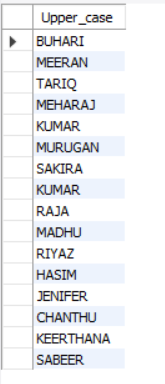 Upper_case
BUHARI
MEERAN
TARIQ
MEHARAJ
KUMAR
MURUGAN
SAKIRA
KUMAR
RAJA
MADHU
RIYAZ
HASIM
JENIFER
CHANTHU
KEERTHANA
SABEER